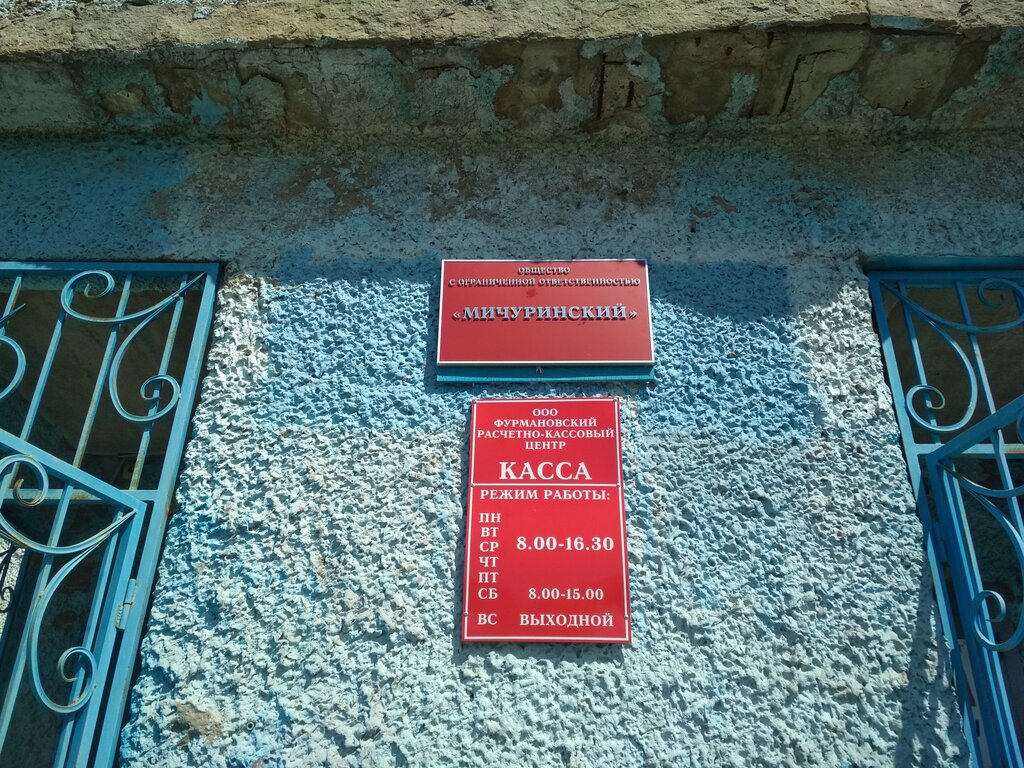 ОБЩЕСТВО
С ОГРАНИЧЕННОЙ ОТВЕТСТВЕННОСТЬЮ
«МИЧУРИНСКИЙ»
ООО
ФУРМАНОВСКИЙ
РАСЧЕТНО-КАССОВЫЙ
ЦЕНТР
КАССА
РЕЖИМ РАБОТЫ:
ПН
ВТ
СР 8.00-16.30
ЧТ
ПТ
СБ 8.00-15.00
ВС ВЫХОДНОЙ